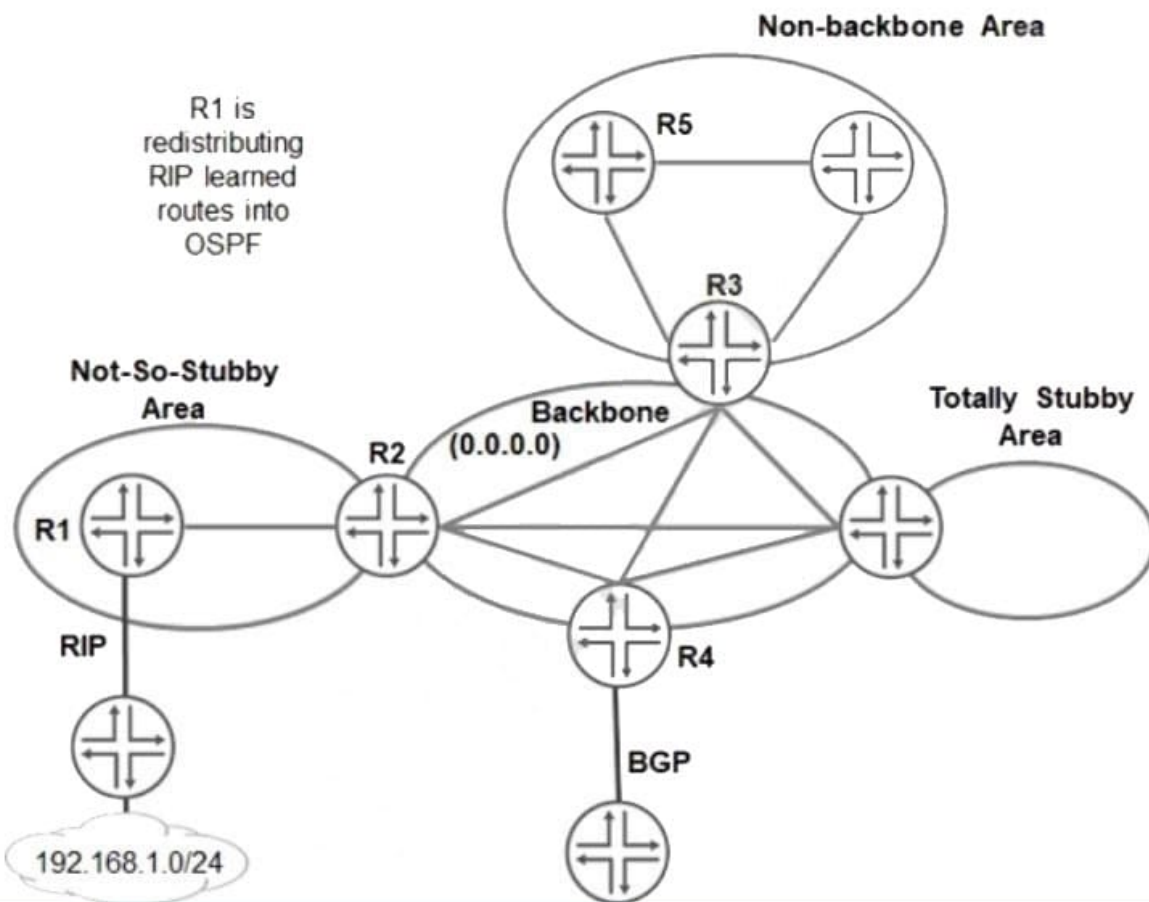 Non-backbone Area
R1 is
redistributing
RIP learned
routes into
OSPF
R5
R3
Not-So-Stubby
Area
Backbone
(0.0.0.0)
Totally Stubby
Area
R2
R1
RIP
R4
BGP
192.168.1.0/24